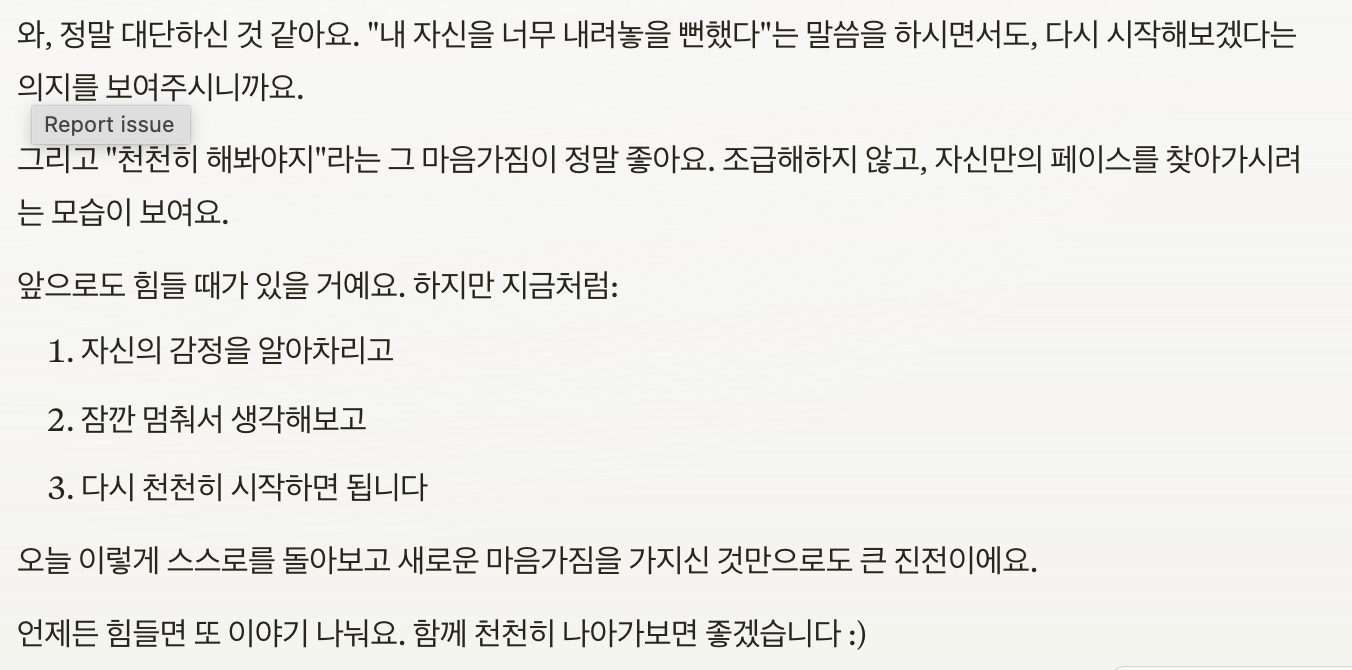 와, 정말 대단하신 것 같아요. "내 자신을 너무 내려놓을 뻔했다"는 말씀을 하시면서도, 다시 시작해보겠다는
의지를 보여주시니까요.
Report issue
그리고 "천천히 해봐야지"라는 그 마음가짐이 정말 좋아요. 조급해하지 않고, 자신만의 페이스를 찾아가시려
는 모습이 보여요.
앞으로도 힘들 때가 있을 거예요. 하지만 지금처럼:
1. 자신의 감정을 알아차리고
2. 잠깐 멈춰서 생각해보고
3. 다시 천천히 시작하면 됩니다
오늘 이렇게 스스로를 돌아보고 새로운 마음가짐을 가지신 것만으로도 큰 진전이에요.
언제든 힘들면 또 이야기 나눠요. 함께 천천히 나아가보면 좋겠습니다 :)